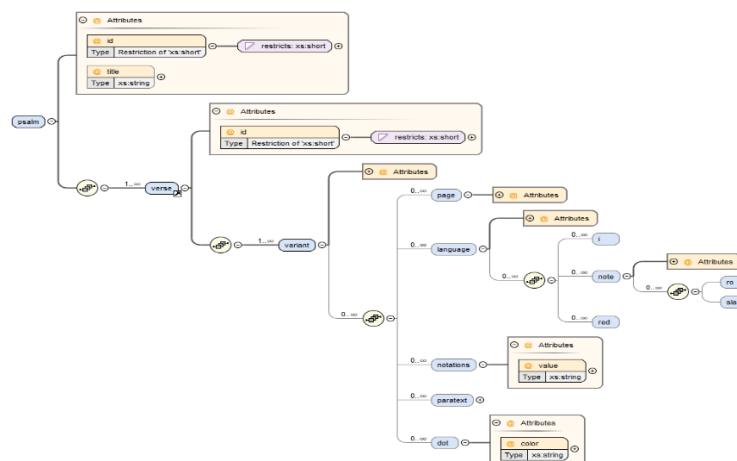 Attributes
id
Type Restriction of 'xs:short'
restricts: xs:short
title
Type xs:string
psalm
Attributes
id
Type Restriction of 'xs:short'
restricts: xs:short
1..∞ verse
Attributes
1..∞ variant
0..∞ page
Attributes
Attributes
0..∞ language
0..∞ i
Attributes
0..∞ note
ro
sla
0..∞
0..∞ red
0..∞
Attributes
value
Type xs:string
0..∞ notations
0..∞ paratext
Attributes
color
Type xs:string
0..∞ dot